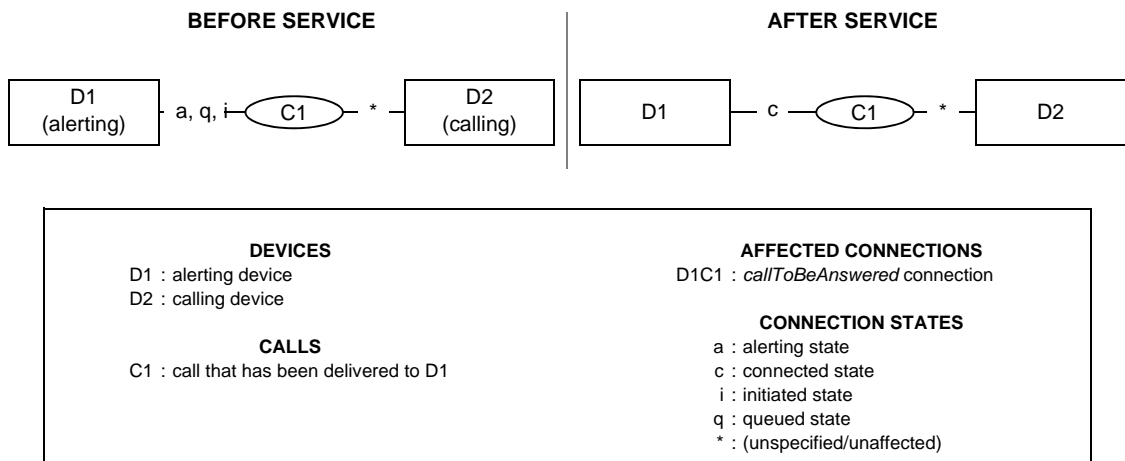 BEFORE SERVICE
AFTER SERVICE
D1
(alerting)
a, q, i
C1
*
D2
(calling)
D1
c
C1
*
D2
DEVICES
D1 : alerting device
D2 : calling device
CALLS
C1 : call that has been delivered to D1
AFFECTED CONNECTIONS
D1C1 : callToBeAnswered connection
CONNECTION STATES
a : alerting state
c : connected state
i : initiated state
q : queued state
* : (unspecified/unaffected)